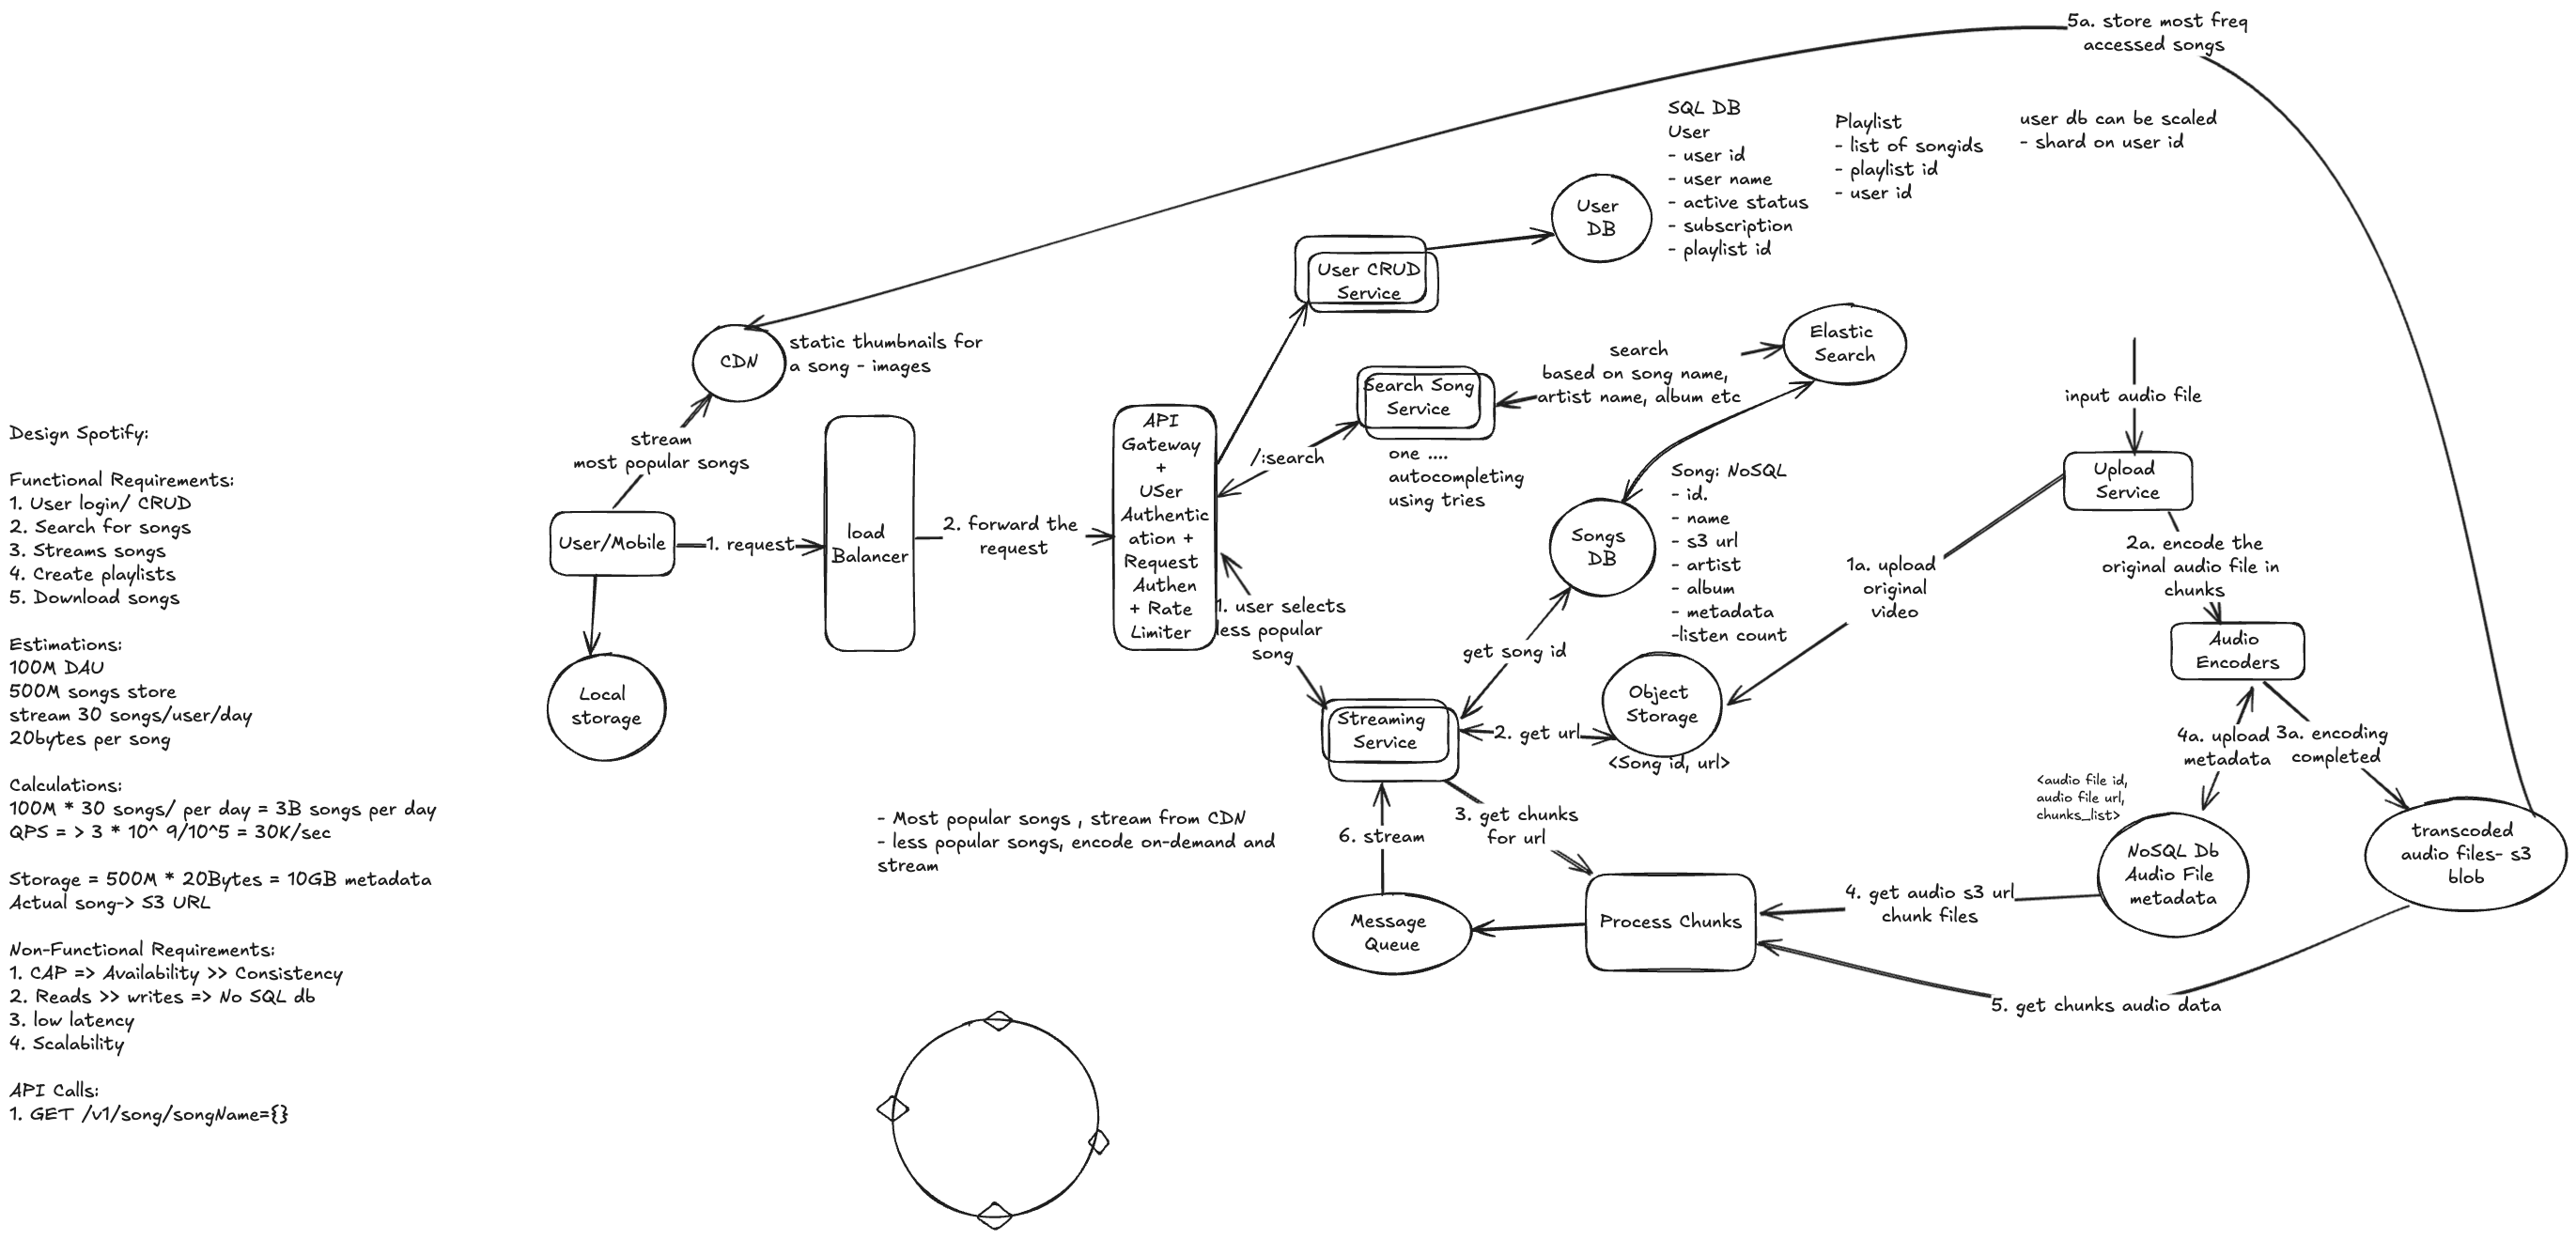 5a. store most freq
accessed songs
SQL DB
User
- user id
- user name
- active status
- subscription
- playlist id
Playlist
- list of songids
- playlist id
- user id
user db can be scaled
- shard on user id
User
DB
User CRUD
Service
CDN
static thumbnails for
a song - images
Elastic
Search
search
based on song name,
artist name, album etc
Search Song
Service
one ....
autocompleting
using tries
/:search
input audio file
Upload
Service
stream
most popular songs
User/Mobile
1. request
load
Balancer
2. forward the
request
API
Gateway
+
USer
Authentic
ation +
Request
Authen
+ Rate
Limiter
Local
storage
Design Spotify:
Functional Requirements:
1. User login/ CRUD
2. Search for songs
3. Streams songs
4. Create playlists
5. Download songs
Estimations:
100M DAU
500M songs store
stream 30 songs/user/day
20bytes per song
Calculations:
100M * 30 songs/ per day = 3B songs per day
QPS = > 3 * 10^ 9/10^5 = 30K/sec
Storage = 500M * 20Bytes = 10GB metadata
Actual song-> S3 URL
Non-Functional Requirements:
1. CAP => Availability >> Consistency
2. Reads >> writes => No SQL db
3. low latency
4. Scalability
API Calls:
1. GET /v1/song/songName={}
Songs
DB
Song: NoSQL
- id.
- name
- s3 url
- artist
- album
- metadata
-listen count
1. user selects
less popular
song
get song id
Streaming
Service
2. get url
Object
Storage
<Song id, url>
1a. upload
original
video
2a. encode the
original audio file in
chunks
Audio
Encoders
4a. upload
metadata
3a. encoding
completed
<audio file id,
audio file url,
chunks_list>
NoSQL Db
Audio File
metadata
transcoded
audio files- s3
blob
- Most popular songs , stream from CDN
- less popular songs, encode on-demand and
stream
6. stream
3. get chunks
for url
Message
Queue
Process Chunks
4. get audio s3 url
chunk files
5. get chunks audio data